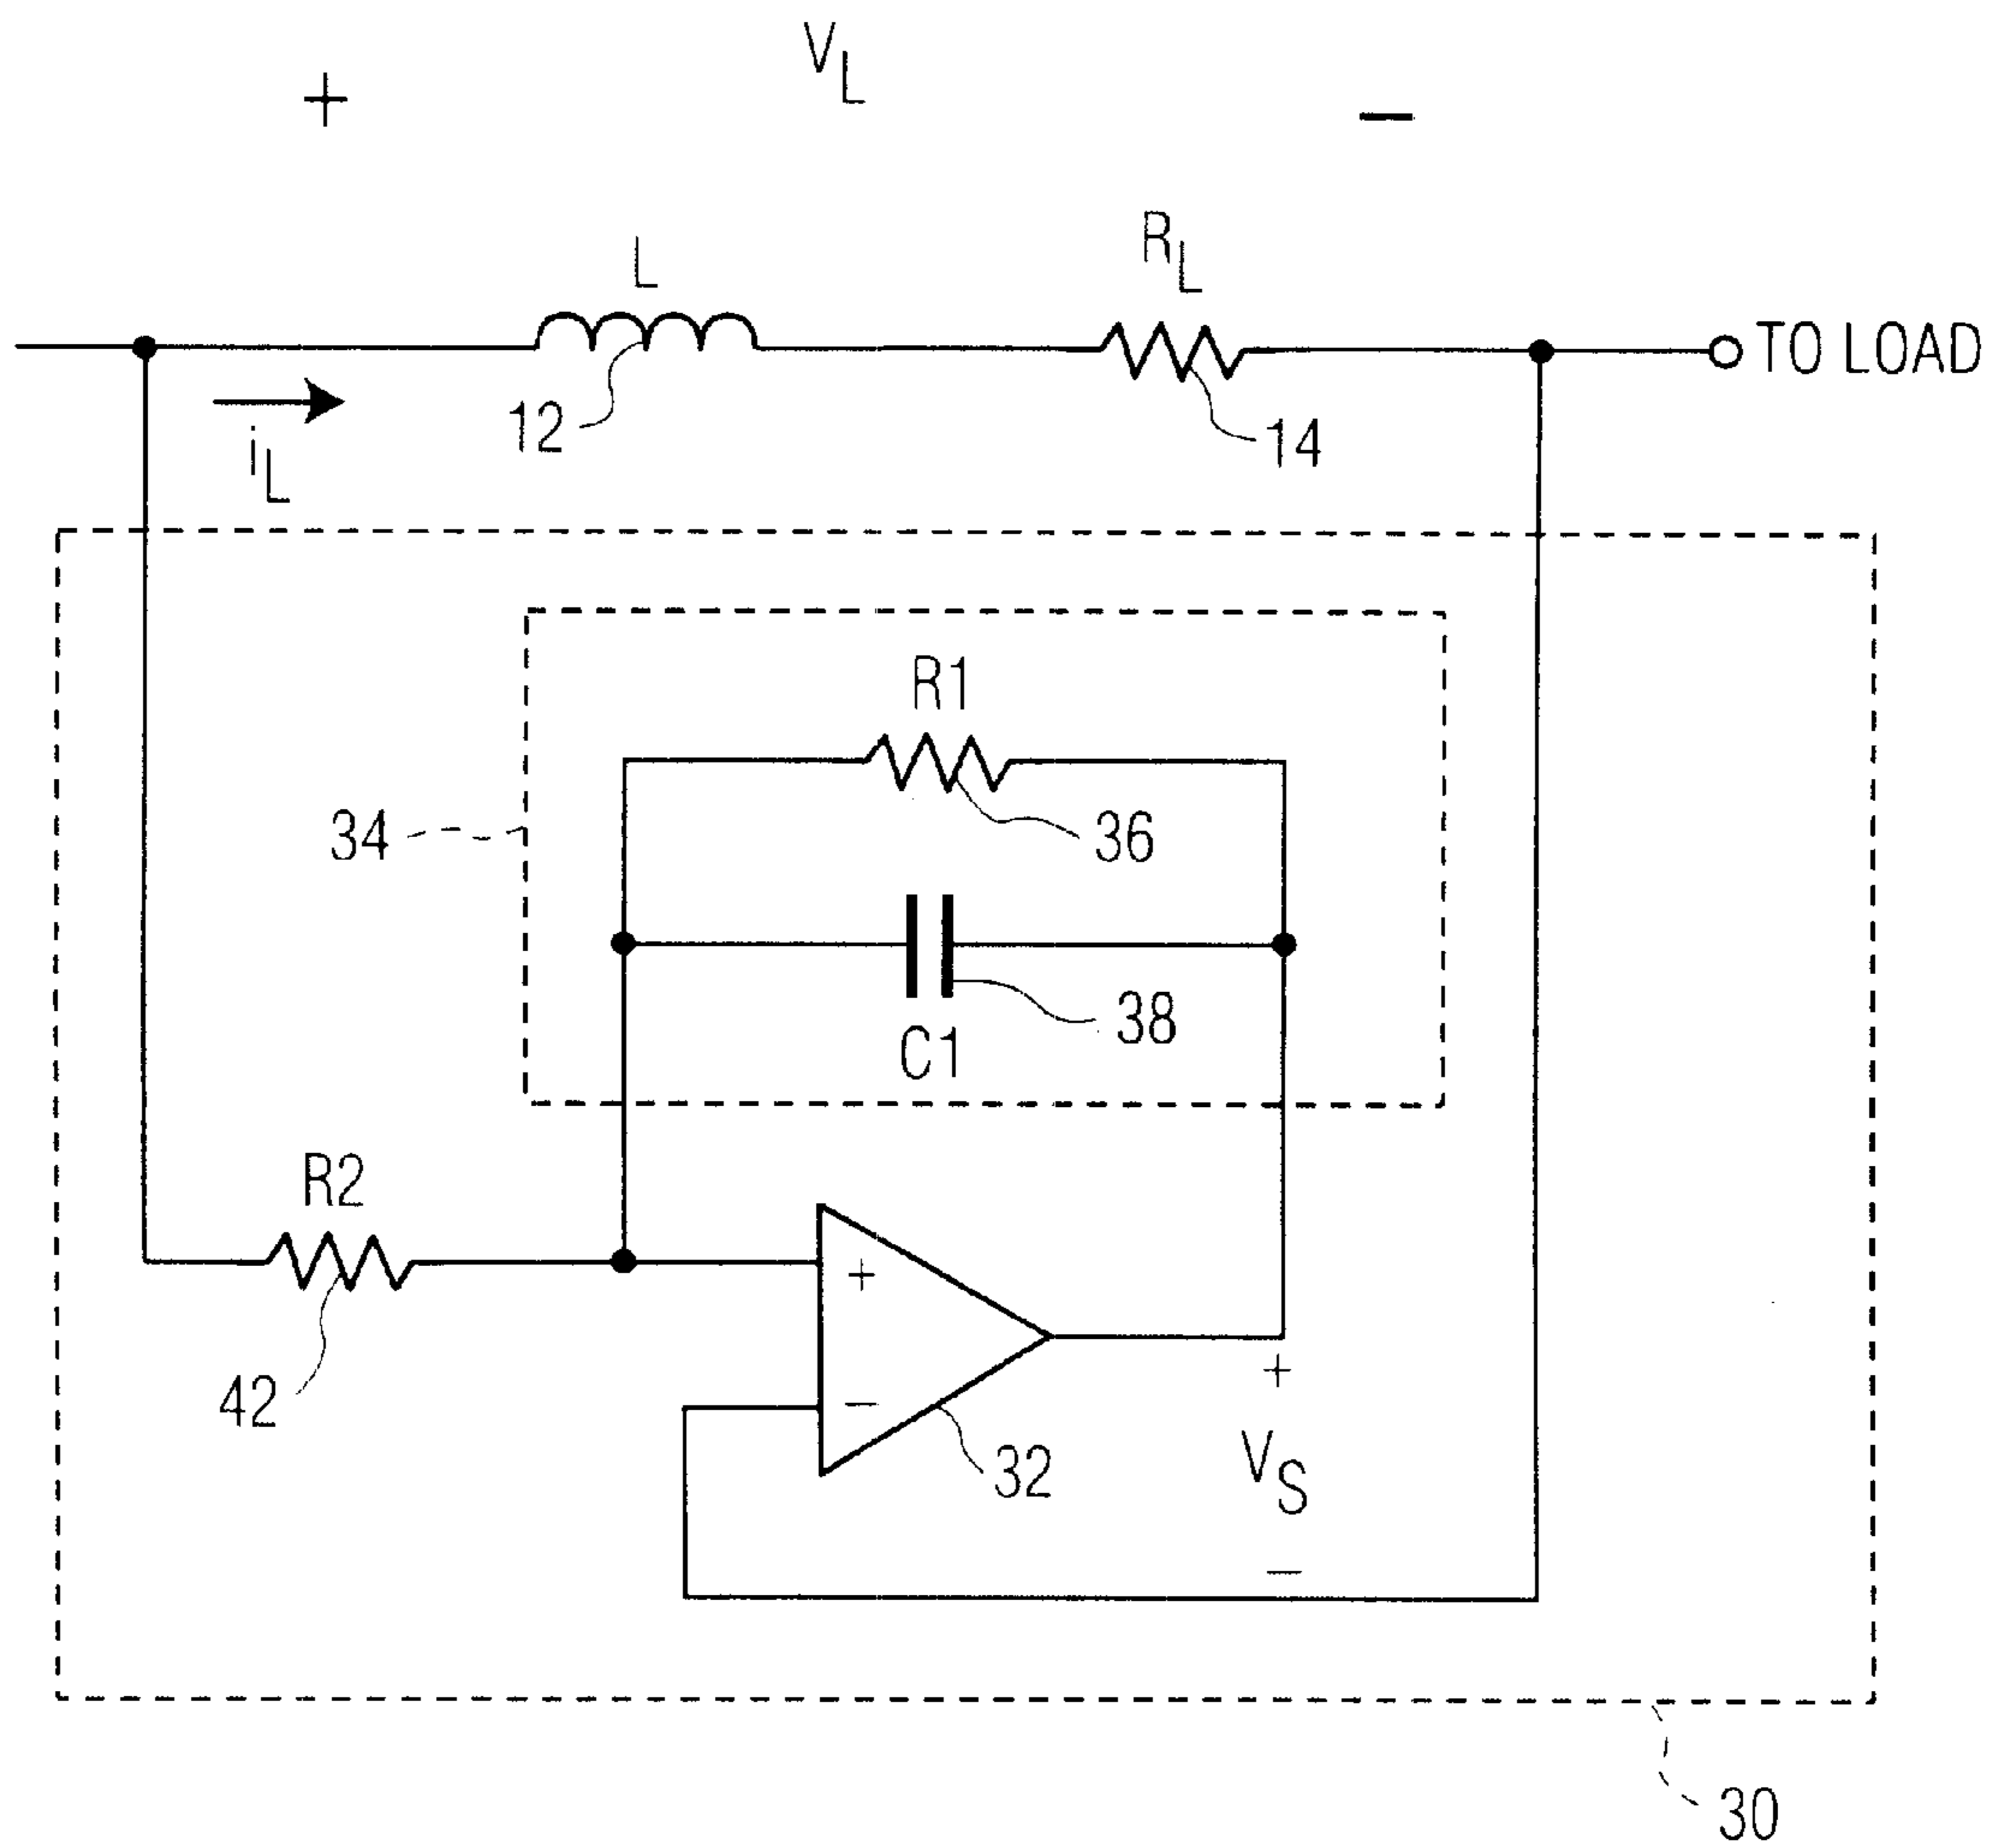 V_L
+
−
L
R_L
TO LOAD
12
14
i_L
R1
34
36
38
C1
R2
+
+
42
−
32
V_S
−
30